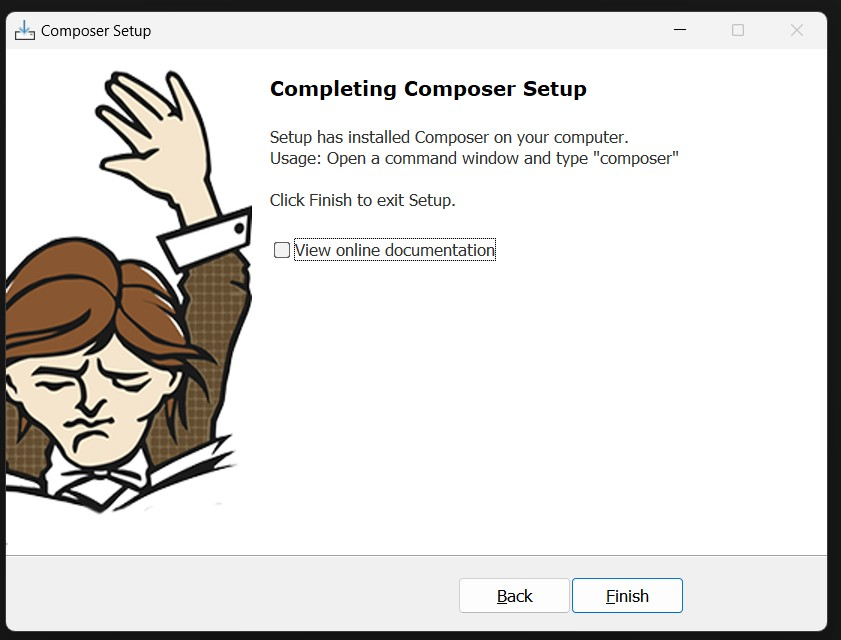 Composer Setup
Completing Composer Setup
Setup has installed Composer on your computer.
Usage: Open a command window and type "composer"
Click Finish to exit Setup.
View online documentation
Back
Finish